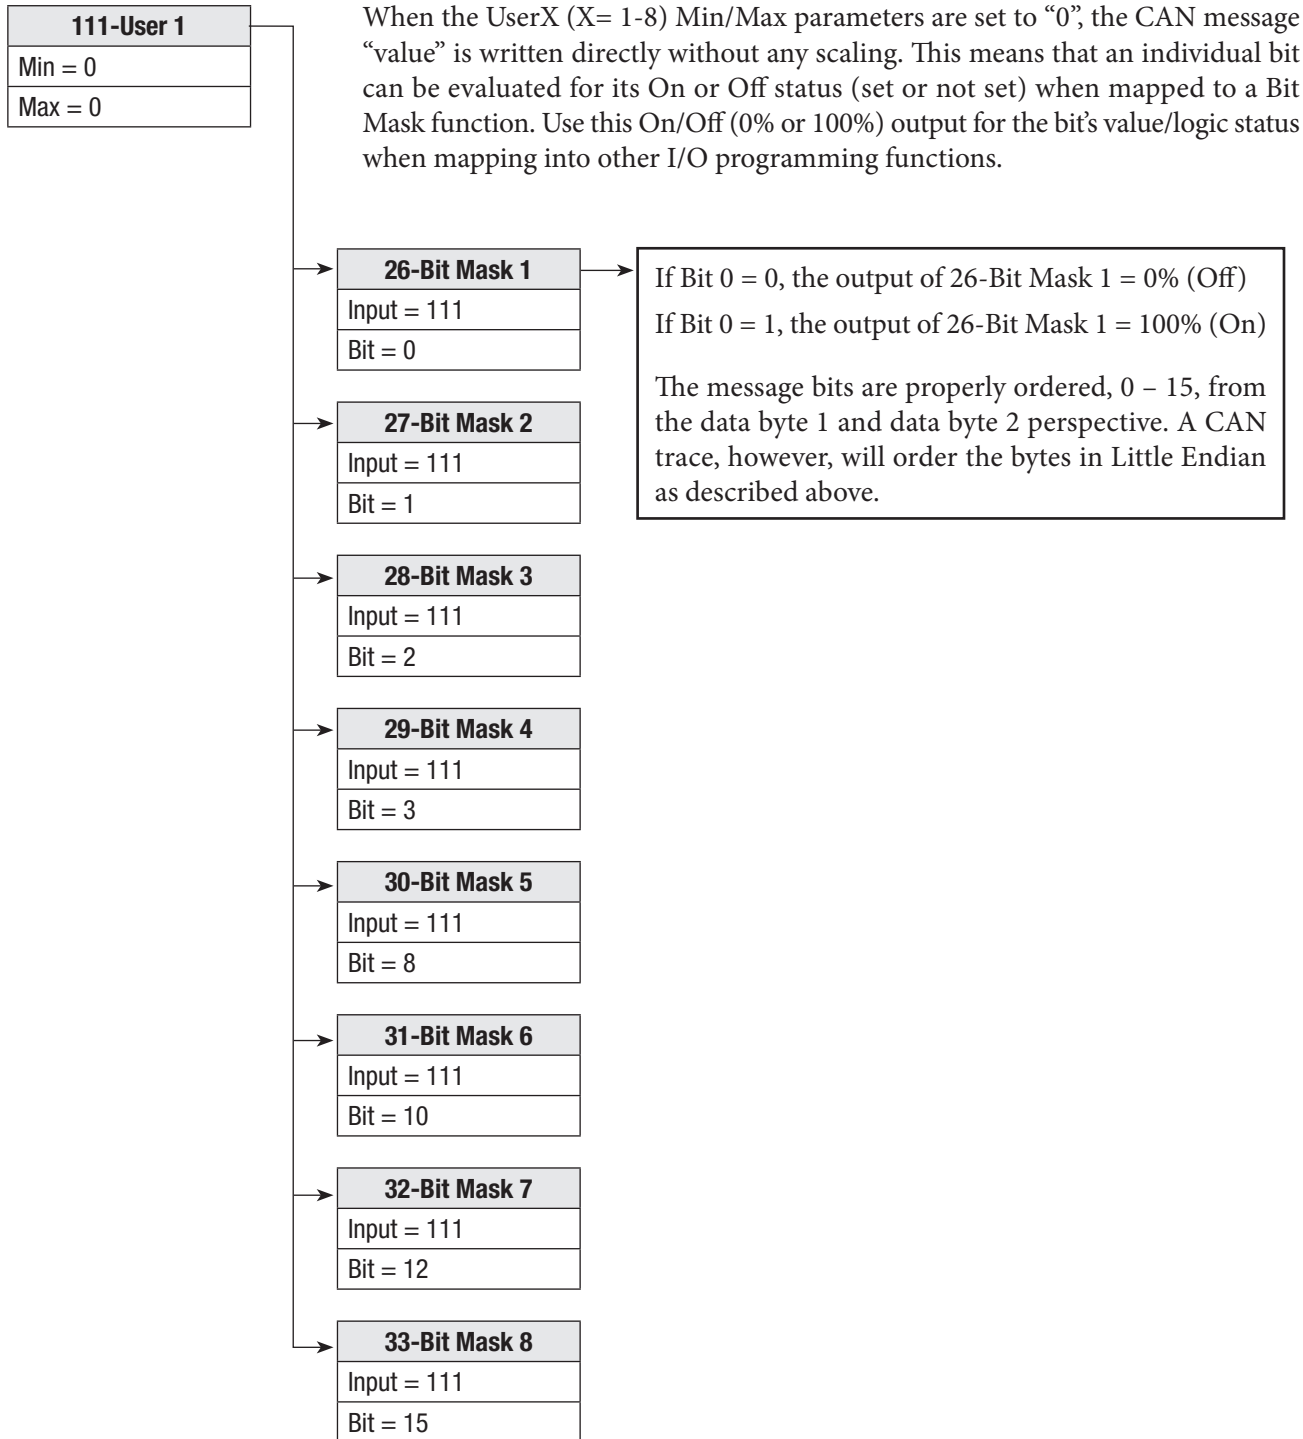 111-User 1
Min = 0
Max = 0
When the UserX (X= 1-8) Min/Max parameters are set to “0”, the CAN message
“value” is written directly without any scaling. This means that an individual bit
can be evaluated for its On or Off status (set or not set) when mapped to a Bit
Mask function. Use this On/Off (0% or 100%) output for the bit’s value/logic status
when mapping into other I/O programming functions.
26-Bit Mask 1
Input = 111
Bit = 0
If Bit 0 = 0, the output of 26-Bit Mask 1 = 0% (Off)
If Bit 0 = 1, the output of 26-Bit Mask 1 = 100% (On)
The message bits are properly ordered, 0 – 15, from
the data byte 1 and data byte 2 perspective. A CAN
trace, however, will order the bytes in Little Endian
as described above.
27-Bit Mask 2
Input = 111
Bit = 1
28-Bit Mask 3
Input = 111
Bit = 2
29-Bit Mask 4
Input = 111
Bit = 3
30-Bit Mask 5
Input = 111
Bit = 8
31-Bit Mask 6
Input = 111
Bit = 10
32-Bit Mask 7
Input = 111
Bit = 12
33-Bit Mask 8
Input = 111
Bit = 15